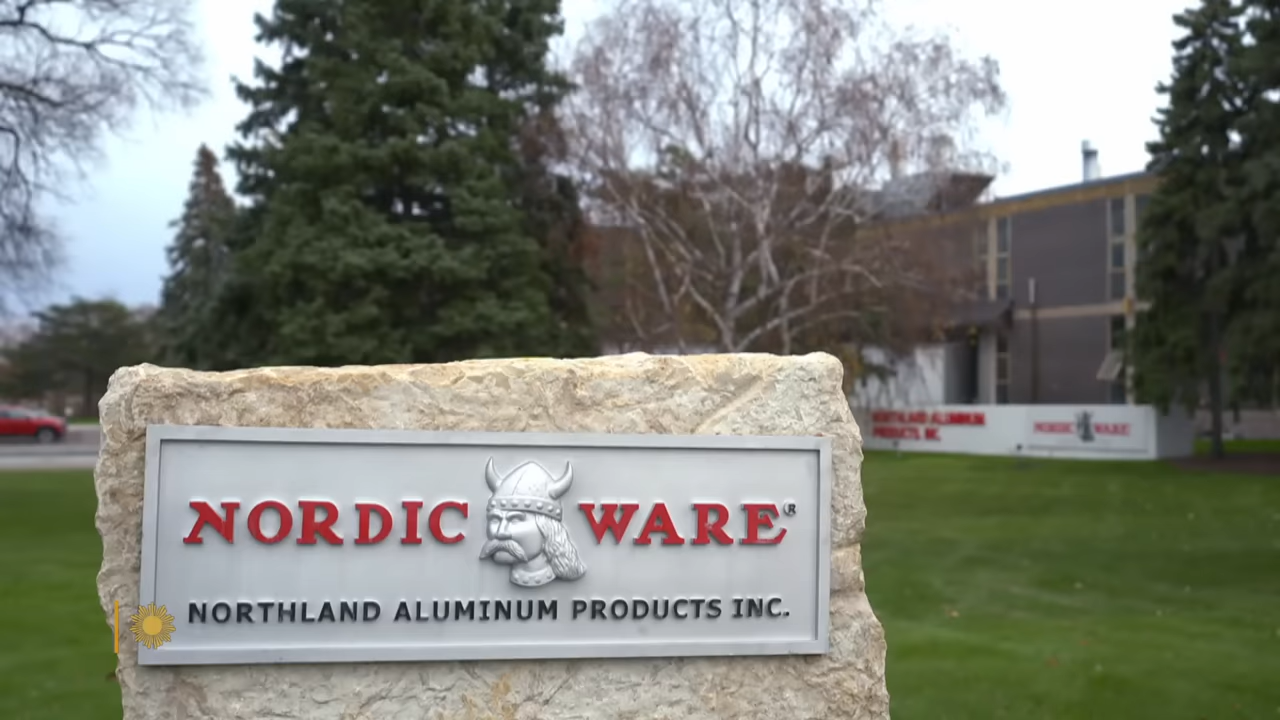 NORDIC WARE®
NORTHLAND ALUMINUM PRODUCTS INC.
NORTHLAND ALUMINUM
PRODUCTS, INC.
NORDIC WARE